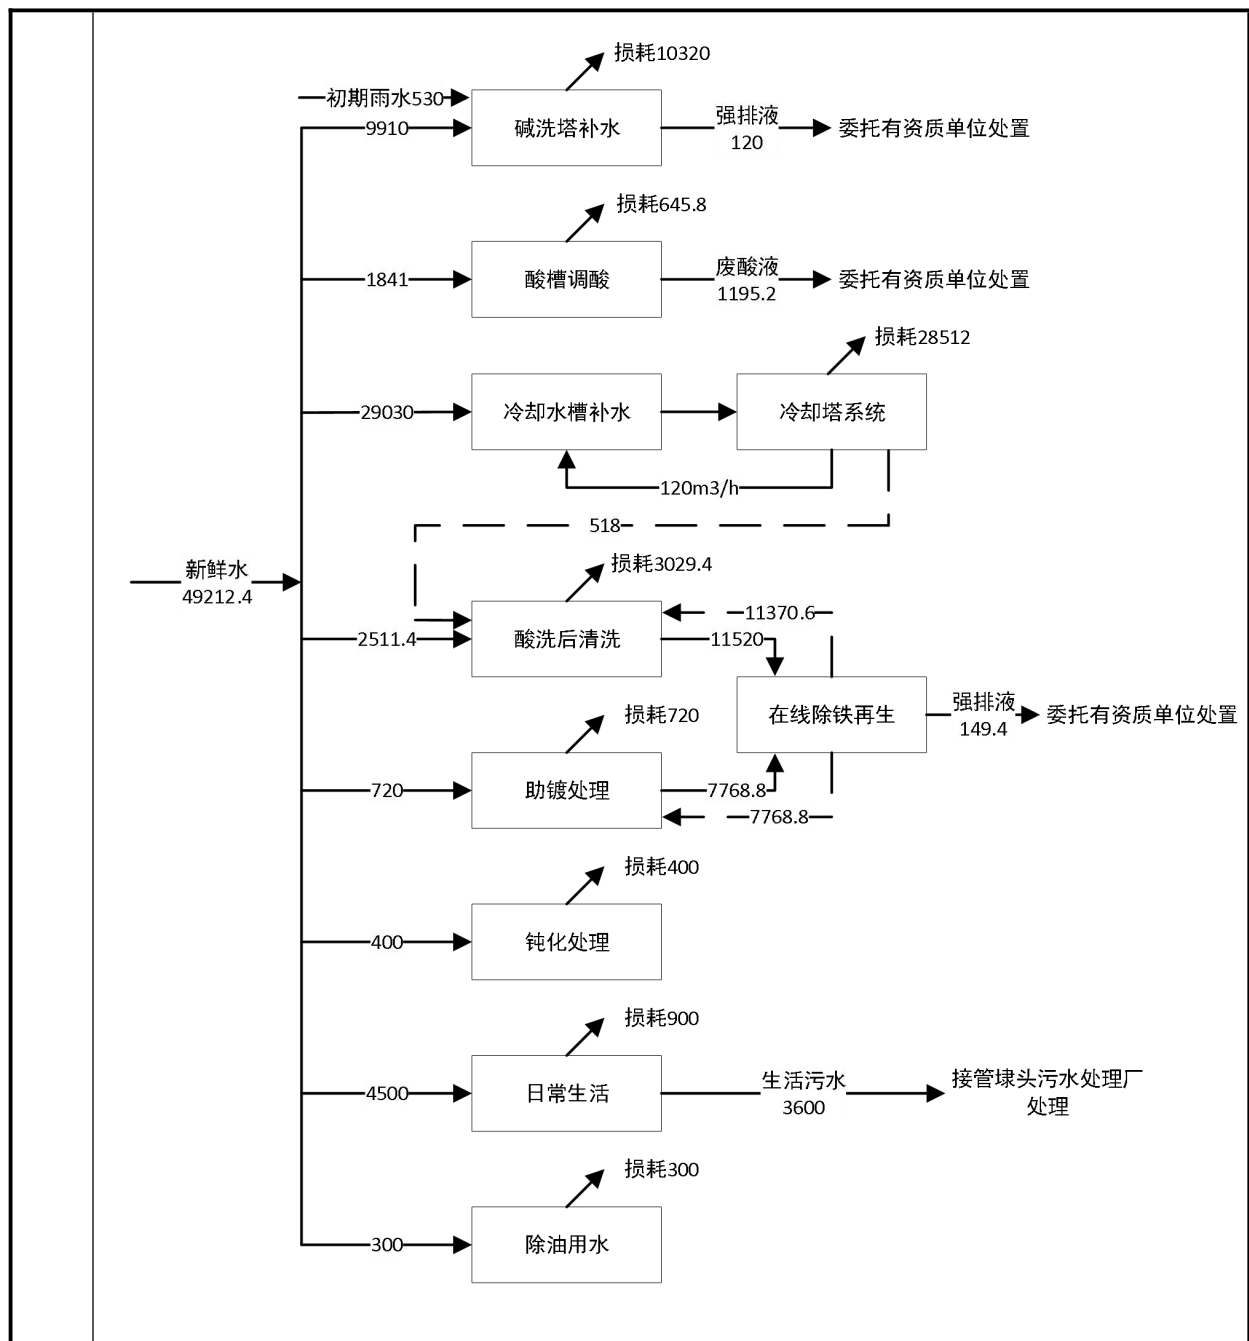 损耗10320
初期雨水530
9910
碱洗塔补水
强排液
120
委托有资质单位处置
损耗645.8
1841
酸槽调酸
废酸液
1195.2
委托有资质单位处置
损耗28512
29030
冷却水槽补水
冷却塔系统
120m3/h
518
新鲜水
49212.4
损耗3029.4
11370.6
2511.4
酸洗后清洗
11520
在线除铁再生
强排液
149.4
委托有资质单位处置
损耗720
720
助镀处理
7768.8
7768.8
损耗400
400
钝化处理
损耗900
4500
日常生活
生活污水
3600
接管埭头污水处理厂
处理
损耗300
300
除油用水